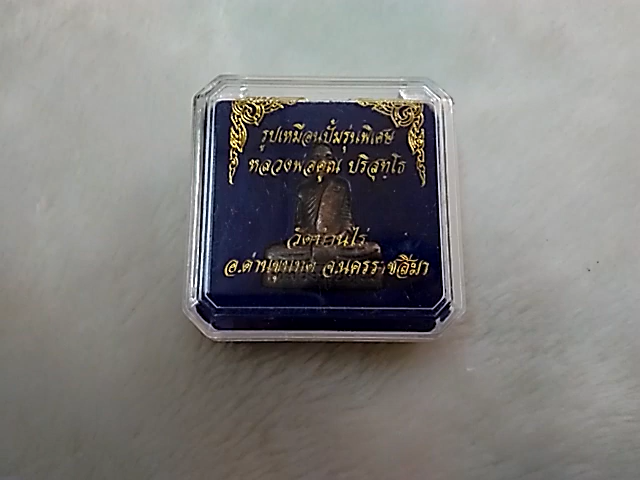 รูปเหมือนปั้มรุ่นพิเศษ
หลวงพ่อคูณ ปริสุทฺโธ
วัดบ้านไร่
อ.ด่านขุนทด จ.นครราชสีมา